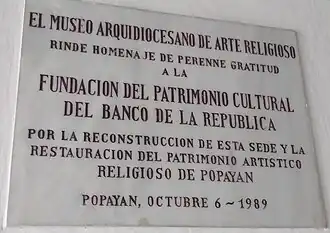 EL MUSEO ARQUIDIOCESANO DE ARTE RELIGIOSO
RINDE HOMENAJE DE PERENNE GRATITUD
A LA
FUNDACION DEL PATRIMONIO CULTURAL
DEL BANCO DE LA REPUBLICA
POR LA RECONSTRUCCION DE ESTA SEDE Y LA
RESTAURACION DEL PATRIMONIO ARTISTICO
RELIGIOSO DE POPAYAN
POPAYAN, OCTUBRE 6 ~ 1989